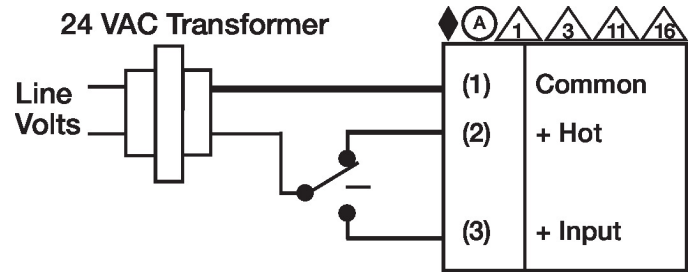 24 VAC Transformer
A 1 3 11 16
Line
Volts
(1) Common
(2) + Hot
(3) + Input